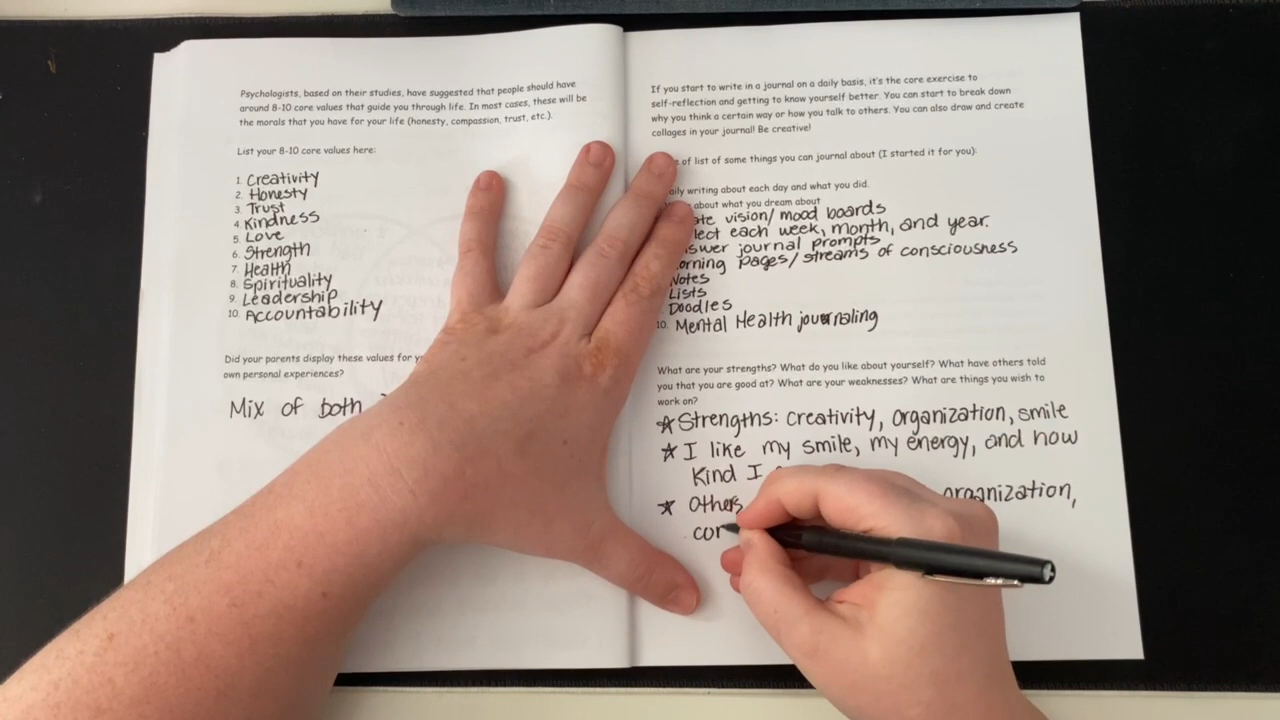 Psychologists, based on their studies, have suggested that people should have
around 8-10 core values that guide you through life. In most cases, these will be
the morals that you have for your life (honesty, compassion, trust, etc.).
List your 8-10 core values here:
1. Creativity
2. Honesty
3. Trust
4. Kindness
5. Love
6. Strength
7. Health
8. Spirituality
9. Leadership
10. Accountability
Did your parents display these values for
own personal experiences?
Mix of both
If you start to write in a journal on a daily basis, it's the core exercise to
self-reflection and getting to know yourself better. You can start to break down
why you think a certain way or how you talk to others. You can also draw and create
collages in your journal! Be creative!
of list of some things you can journal about (I started it for you):
writing about each day and what you did.
about what you dream about
vision/mood boards
each week, month, and year.
journal prompts
pages/streams of consciousness
Notes
Lists
Doodles
10. Mental Health journaling
What are your strengths? What do you like about yourself? What have others told
you that you are good at? What are your weaknesses? What are things you wish to
work on?
☆ Strengths: creativity, organization, smile
☆ I like my smile, my energy, and how
kind I
☆ Others organization,